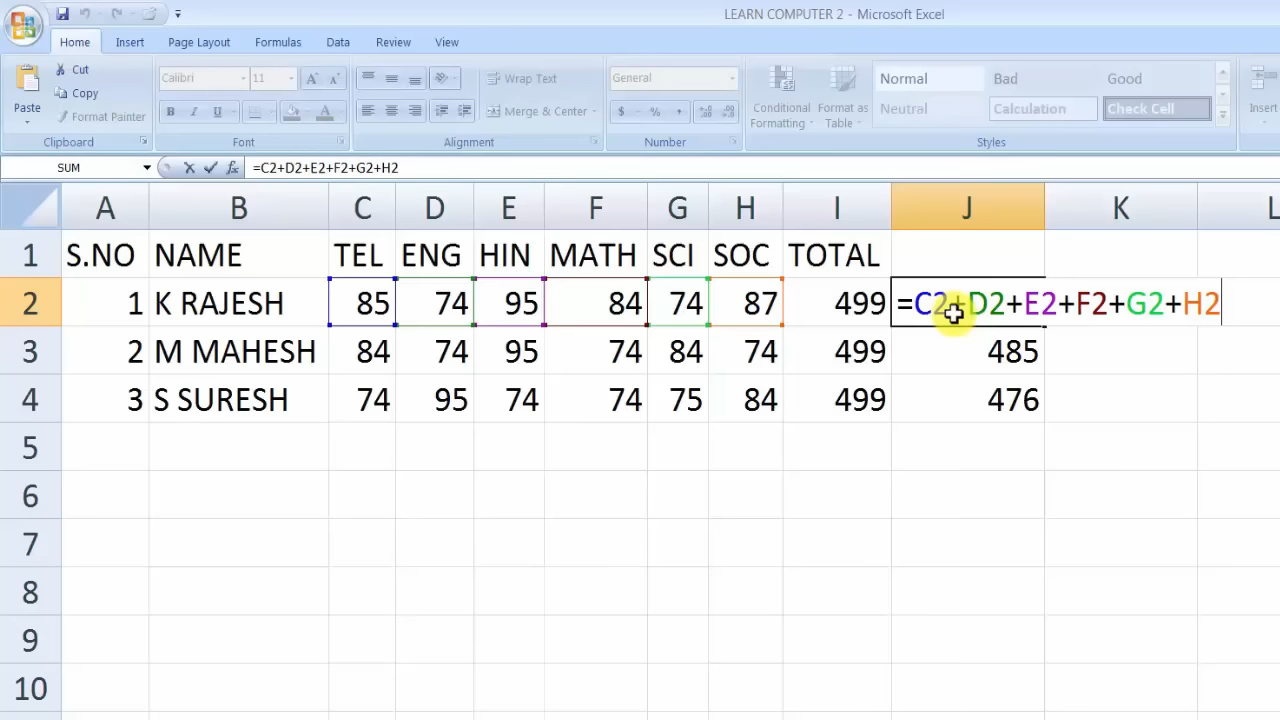 LEARN COMPUTER 2 - Microsoft Excel
Home Insert Page Layout Formulas Data Review View
Paste Cut Copy Format Painter Clipboard
Calibri 11 A A B I U A Font
Wrap Text Merge & Center Alignment
General $ % , Number
Conditional Formatting Format as Table
Normal Bad Good
Neutral Calculation Check Cell
Styles
Insert
SUM fx =C2+D2+E2+F2+G2+H2
A B C D E F G H I J K L
1 S.NO NAME TEL ENG HIN MATH SCI SOC TOTAL
2 1 K RAJESH 85 74 95 84 74 87 499 =C2+D2+E2+F2+G2+H2
3 2 M MAHESH 84 74 95 74 84 74 499 485
4 3 S SURESH 74 95 74 74 75 84 499 476
5
6
7
8
9
10